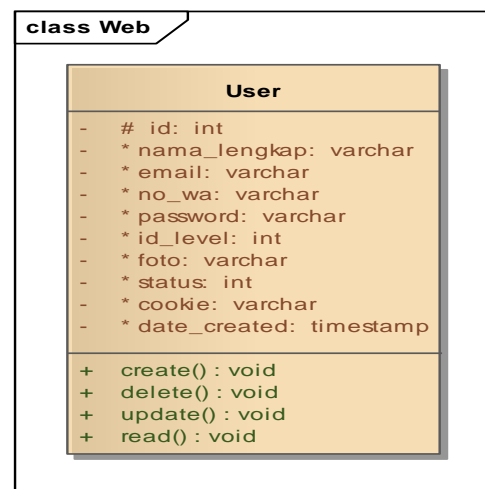 class Web
User
- # id: int
- * nama_lengkap: varchar
- * email: varchar
- * no_wa: varchar
- * password: varchar
- * id_level: int
- * foto: varchar
- * status: int
- * cookie: varchar
- * date_created: timestamp
+ create() : void
+ delete() : void
+ update() : void
+ read() : void